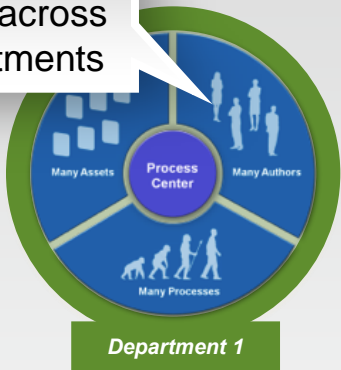 across
tments
Many Assets
Process
Center
Many Authors
Many Processes
Department 1